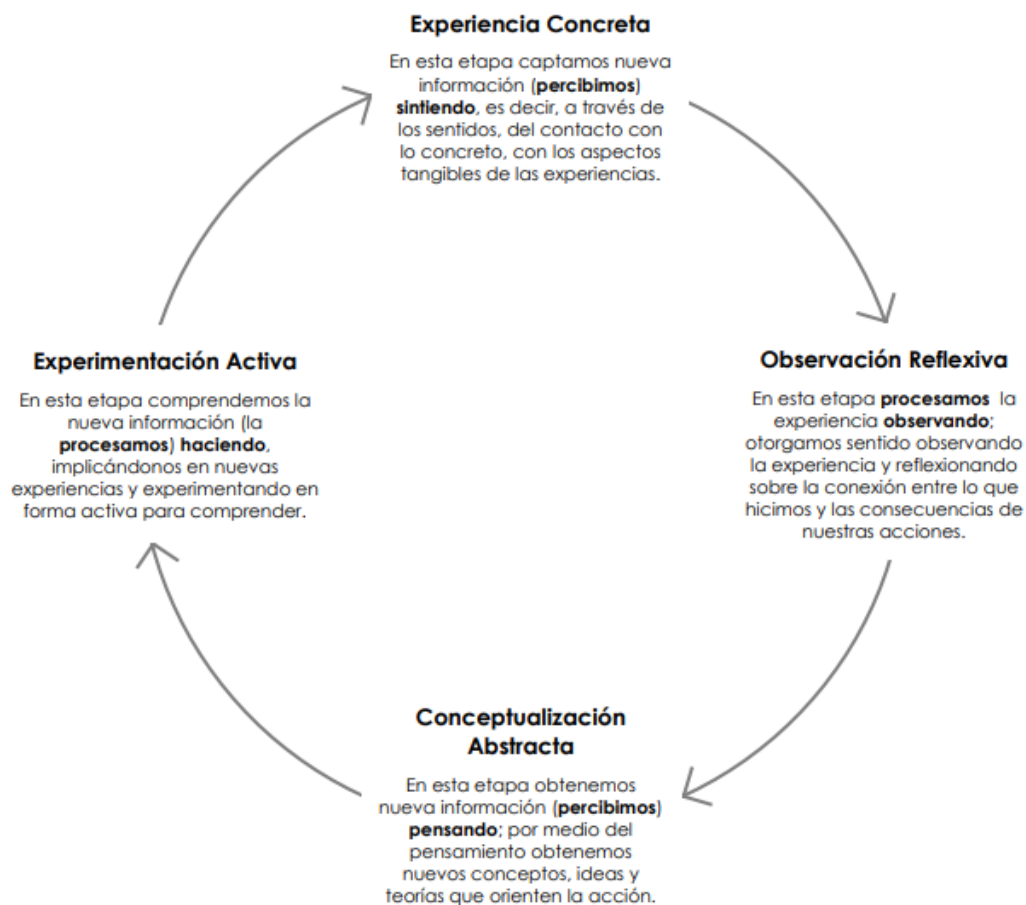 Experiencia Concreta
En esta etapa captamos nueva
información (percibimos)
sintiendo, es decir, a través de
los sentidos, del contacto con
lo concreto, con los aspectos
tangibles de las experiencias.
Observación Reflexiva
En esta etapa procesamos la
experiencia observando;
otorgamos sentido observando
la experiencia y reflexionando
sobre la conexión entre lo que
hicimos y las consecuencias de
nuestras acciones.
Conceptualización
Abstracta
En esta etapa obtenemos
nueva información (percibimos)
pensando; por medio del
pensamiento obtenemos
nuevos conceptos, ideas y
teorías que orienten la acción.
Experimentación Activa
En esta etapa comprendemos la
nueva información (la
procesamos) haciendo,
implicándonos en nuevas
experiencias y experimentando en
forma activa para comprender.